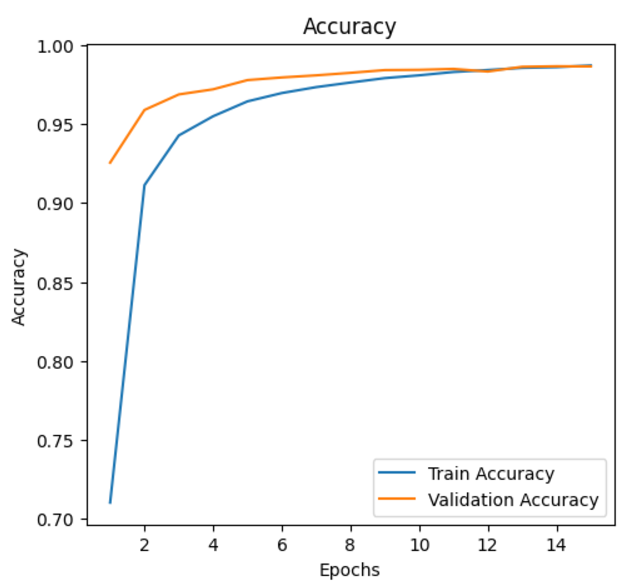 Accuracy
1.00
0.95
0.90
0.85
0.80
0.75
0.70
Accuracy
2 4 6 8 10 12 14
Epochs
Train Accuracy
Validation Accuracy